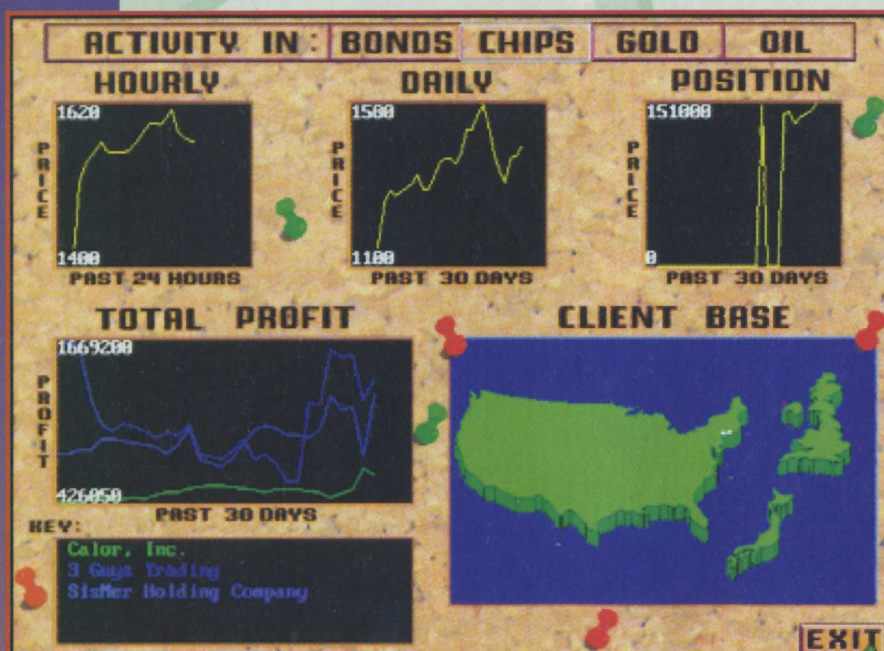 ACTIVITY IN: BONDS CHIPS GOLD OIL
HOURLY
1620
PRICE
1400
PAST 24 HOURS
DAILY
1500
PRICE
1100
PAST 30 DAYS
POSITION
151000
PRICE
0
PAST 30 DAYS
TOTAL PROFIT
1669200
PROFIT
426050
PAST 30 DAYS
CLIENT BASE
KEY:
Calor, Inc.
3 Guys Trading
SisMer Holding Company
EXIT